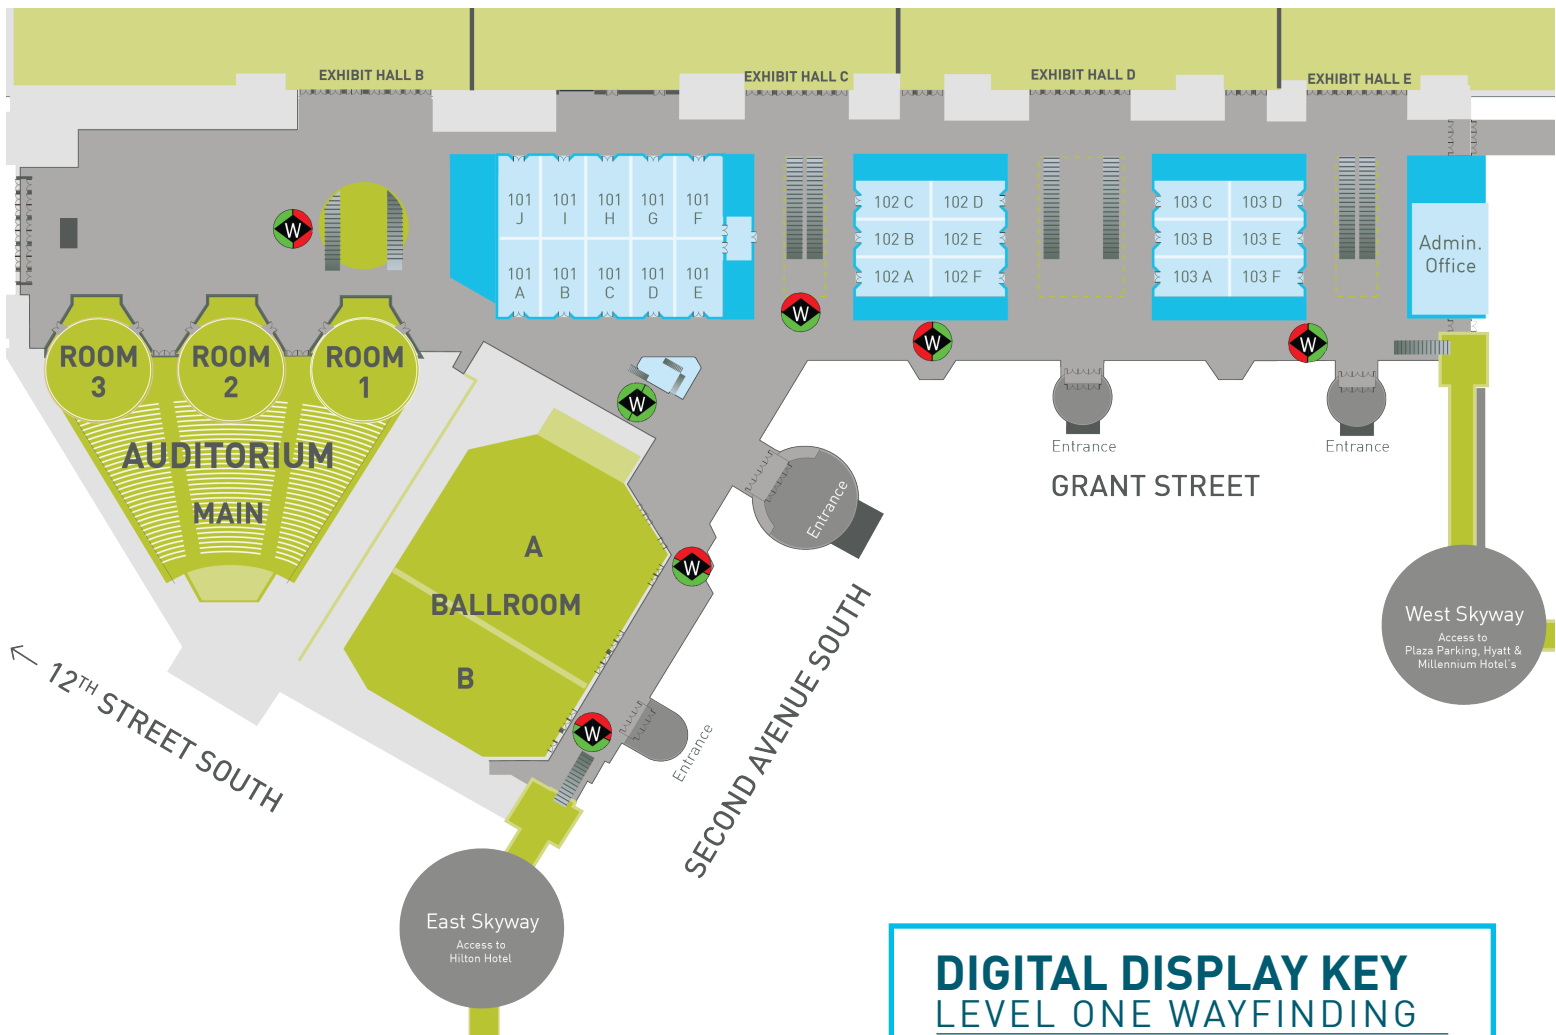 EXHIBIT HALL B
EXHIBIT HALL C
EXHIBIT HALL D
EXHIBIT HALL E
101
J
101
I
101
H
101
G
101
F
101
A
101
B
101
C
101
D
101
E
102 C
102 D
102 B
102 E
102 A
102 F
103 C
103 D
103 B
103 E
103 A
103 F
Admin.
Office
W
W
W
W
W
W
W
ROOM
3
ROOM
2
ROOM
1
AUDITORIUM
MAIN
A
BALLROOM
B
Entrance
Entrance
Entrance
Entrance
GRANT STREET
SECOND AVENUE SOUTH
← 12TH STREET SOUTH
West Skyway
Access to
Plaza Parking, Hyatt &
Millennium Hotel's
East Skyway
Access to
Hilton Hotel
DIGITAL DISPLAY KEY
LEVEL ONE WAYFINDING